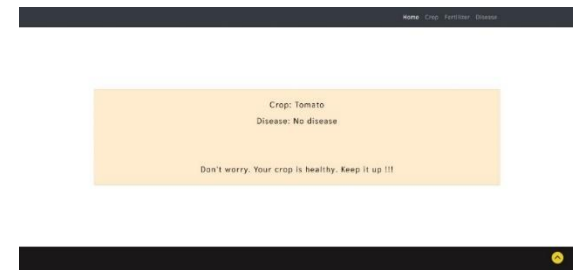 Home Crop Fertilizer Disease
Crop: Tomato
Disease: No disease
Don't worry. Your crop is healthy. Keep it up !!!